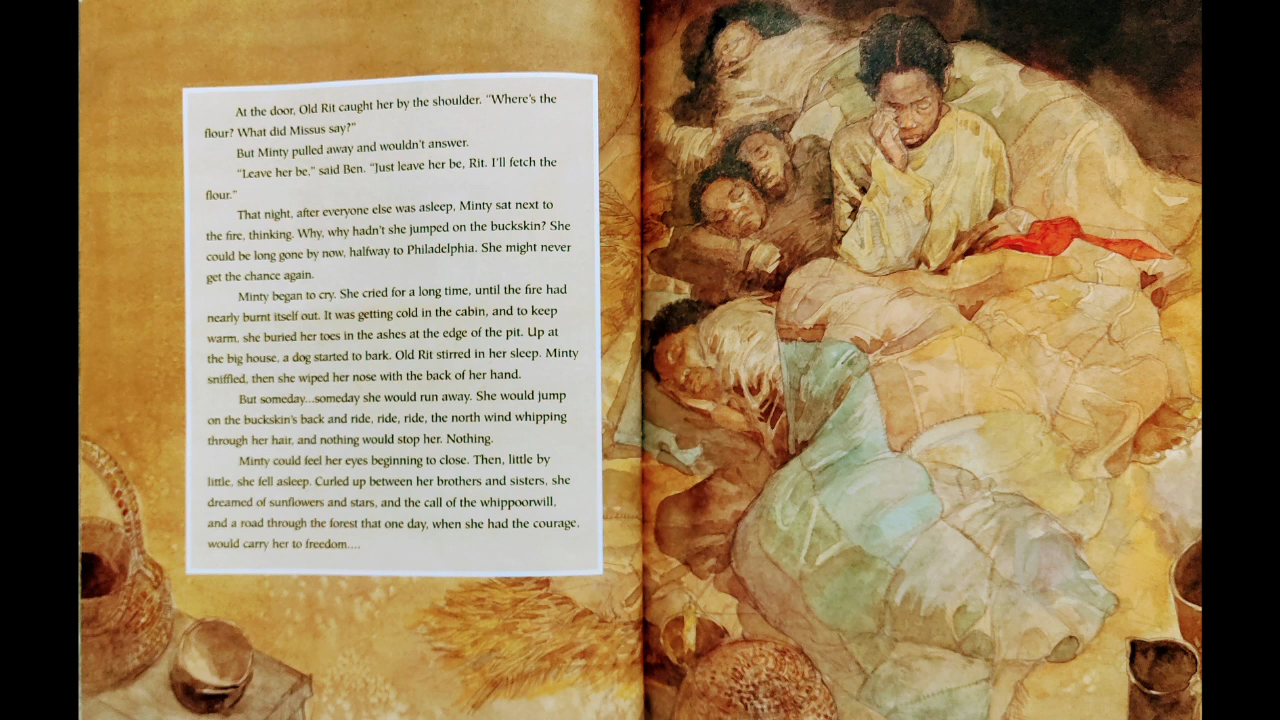 At the door, Old Rit caught her by the shoulder. "Where's the
flour? What did Missus say?"
But Minty pulled away and wouldn't answer.
"Leave her be," said Ben. "Just leave her be, Rit. I'll fetch the
flour."
That night, after everyone else was asleep, Minty sat next to
the fire, thinking. Why, why hadn't she jumped on the buckskin? She
could be long gone by now, halfway to Philadelphia. She might never
get the chance again.
Minty began to cry. She cried for a long time, until the fire had
nearly burnt itself out. It was getting cold in the cabin, and to keep
warm, she buried her toes in the ashes at the edge of the pit. Up at
the big house, a dog started to bark. Old Rit stirred in her sleep. Minty
sniffled, then she wiped her nose with the back of her hand.
But someday...someday she would run away. She would jump
on the buckskin's back and ride, ride, ride, the north wind whipping
through her hair, and nothing would stop her. Nothing.
Minty could feel her eyes beginning to close. Then, little by
little, she fell asleep. Curled up between her brothers and sisters, she
dreamed of sunflowers and stars, and the call of the whippoorwill,
and a road through the forest that one day, when she had the courage,
would carry her to freedom....